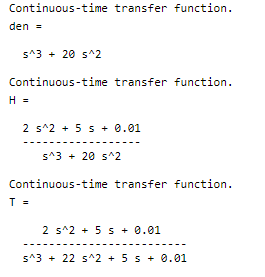 Continuous-time transfer function.
den =
s^3 + 20 s^2
Continuous-time transfer function.
H =
2 s^2 + 5 s + 0.01
------------------
s^3 + 20 s^2
Continuous-time transfer function.
T =
2 s^2 + 5 s + 0.01
-------------------------
s^3 + 22 s^2 + 5 s + 0.01